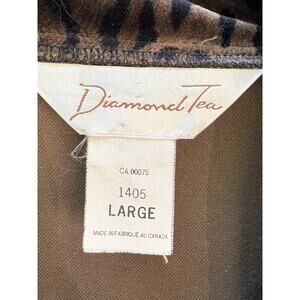 Diamond Tea
CA 00075
1405
LARGE
MADE IN/FABRIQUÉ AU CANADA